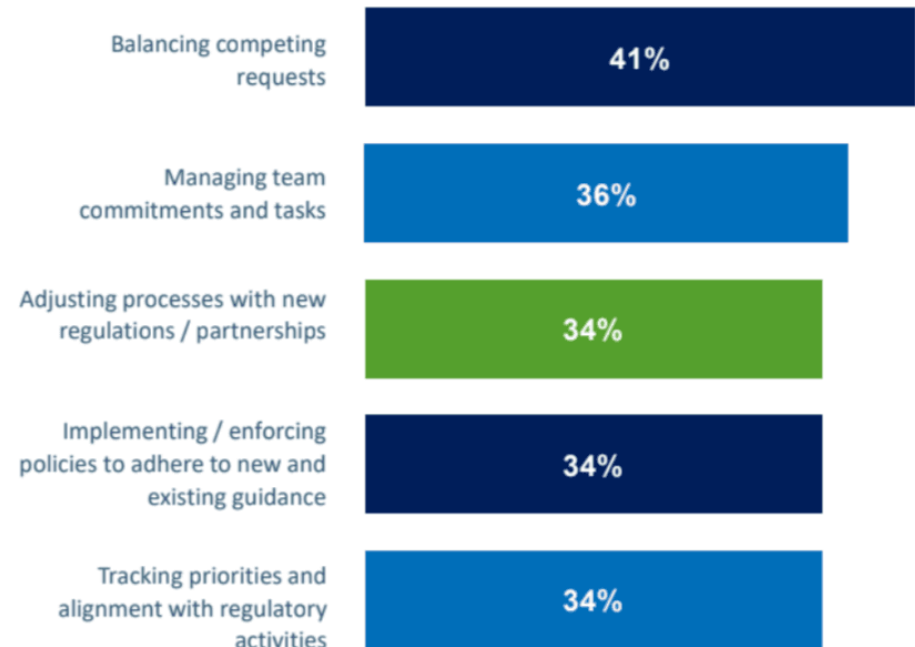 Balancing competing
requests
41%
Managing team
commitments and tasks
36%
Adjusting processes with new
regulations / partnerships
34%
Implementing / enforcing
policies to adhere to new and
existing guidance
34%
Tracking priorities and
alignment with regulatory
activities
34%